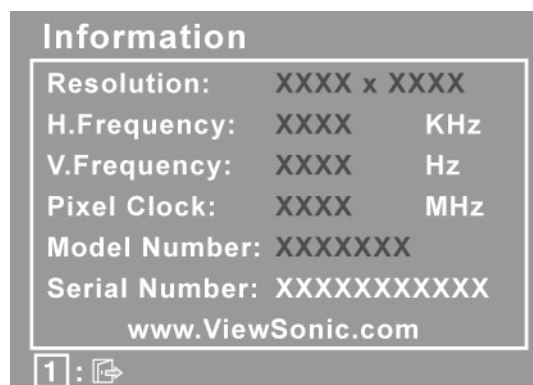 Information
Resolution: XXXX x XXXX
H.Frequency: XXXX KHz
V.Frequency: XXXX Hz
Pixel Clock: XXXX MHz
Model Number: XXXXXXX
Serial Number: XXXXXXXXXXX
www.ViewSonic.com
1 :